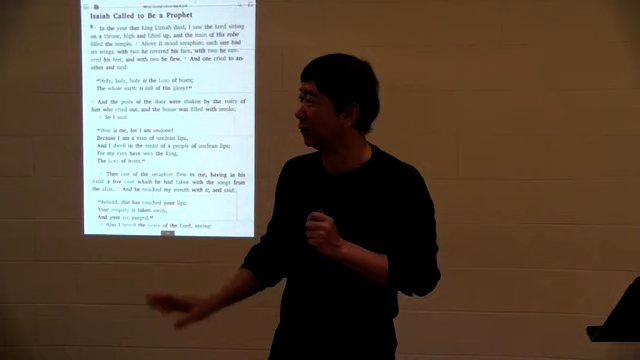 Isaiah Called to Be a Prophet
In the year that King Uzziah died, I saw the Lord sitting
on a throne, high and lifted up, and the train of His robe
filled the temple. Above it stood seraphim; each one had
six wings: with two he covered his face, with two he cov-
ered his feet, and with two he flew. And one cried to an-
other and said:
"Holy, holy, holy is the LORD of hosts;
The whole earth is full of His glory!"
And the posts of the door were shaken by the voice of
him who cried out, and the house was filled with smoke.
So I said:
"Woe is me, for I am undone!
Because I am a man of unclean lips,
And I dwell in the midst of a people of unclean lips;
For my eyes have seen the King,
The LORD of hosts."
Then one of the seraphim flew to me, having in his
hand a live coal which he had taken with the tongs from
the altar. And he touched my mouth with it, and said:
"Behold, this has touched your lips;
Your iniquity is taken away,
And your sin purged."
Also I heard the voice of the Lord, saying: